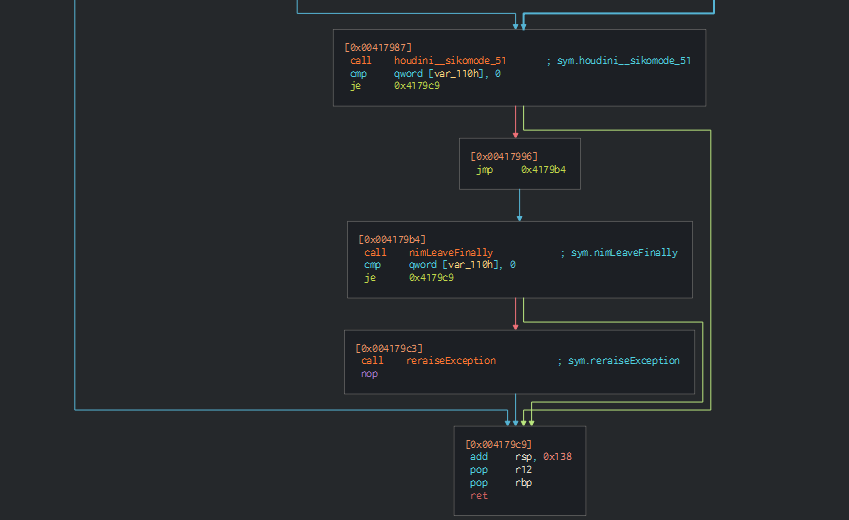 [0x00417987]
call houdini__sikomode_51 ; sym.houdini__sikomode_51
cmp qword [var_110h], 0
je 0x4179c9
[0x00417996]
jmp 0x4179b4
[0x004179b4]
call nimLeaveFinally ; sym.nimLeaveFinally
cmp qword [var_110h], 0
je 0x4179c9
[0x004179c3]
call reraiseException ; sym.reraiseException
nop
[0x004179c9]
add rsp, 0x138
pop r12
pop rbp
ret